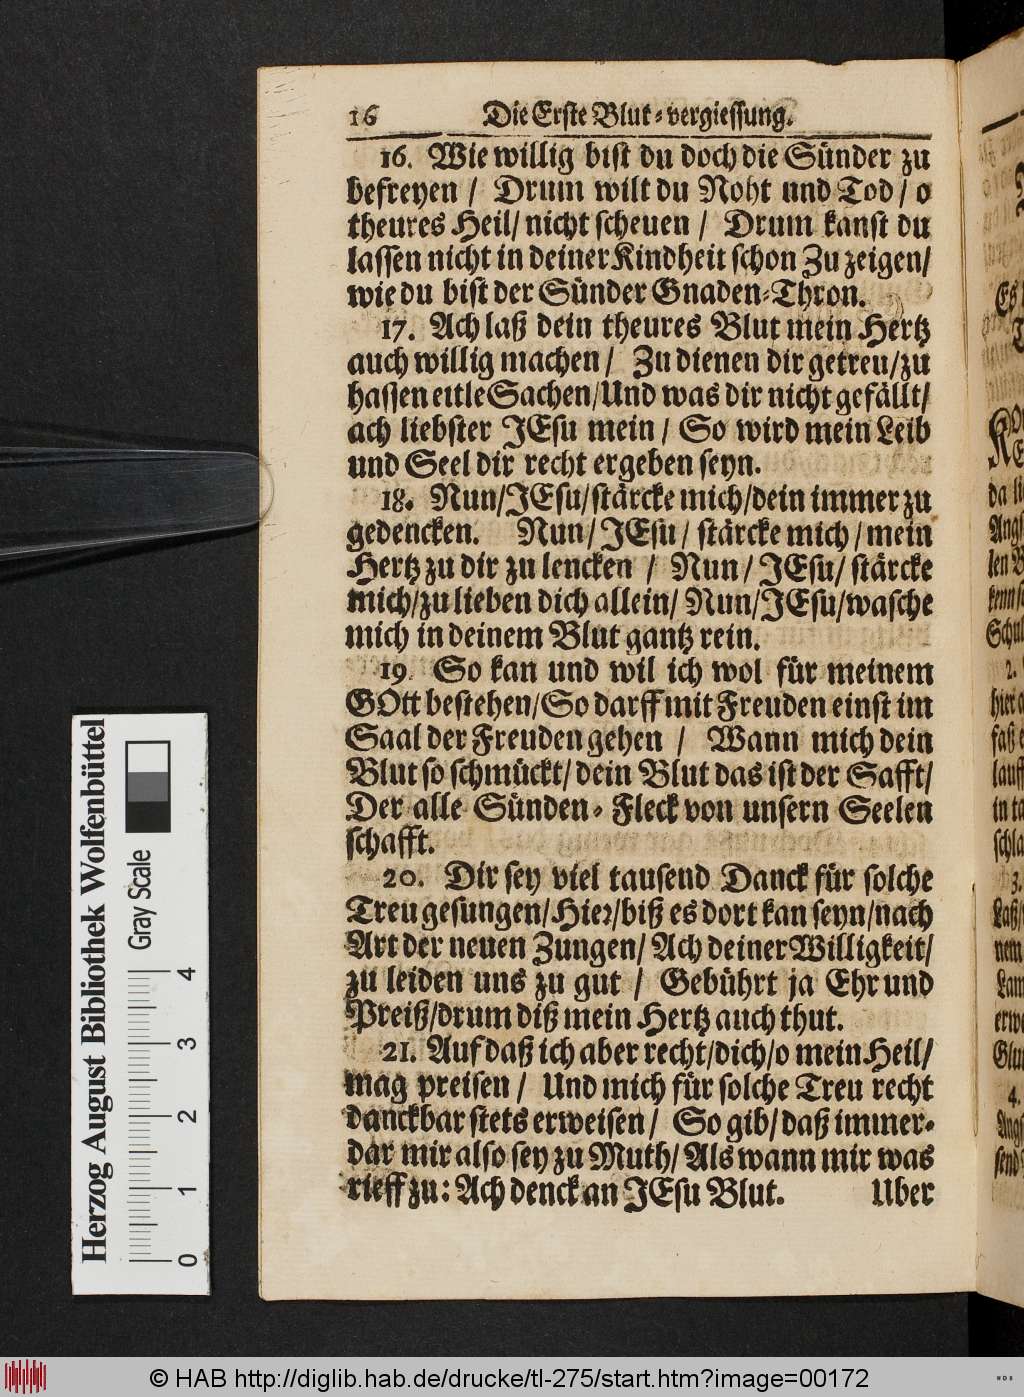 16 Die Erste Blut-vergiessung.
16. Wie willig bist du doch die Sünder zu
befreyen / Drum wilt du Noht und Tod / o
theures Heil / nicht scheuen / Drum kanst du
lassen nicht in deiner Kindheit schon Zu zeigen /
wie du bist der Sünder Gnaden-Thron.
17. Ach laß dein theures Blut mein Hertz
auch willig machen / Zu dienen dir getreu / zu
hassen eitle Sachen / Und was dir nicht gefällt /
ach liebster JEsu mein / So wird mein Leib
und Seel dir recht ergeben seyn.
18. Nun / JEsu / stärcke mich / dein immer zu
gedencken. Nun / JEsu / stärcke mich / mein
Hertz zu dir zu lencken / Nun / JEsu / stärcke
mich / zu lieben dich allein / Nun / JEsu / wasche
mich in deinem Blut gantz rein.
19. So kan und wil ich wol für meinem
GOtt bestehen / So darff mit Freuden einst im
Saal der Freuden gehen / Wann mich dein
Blut so schmückt / dein Blut das ist der Safft /
Der alle Sünden-Fleck von unsern Seelen
schafft.
20. Dir sey viel tausend Danck für solche
Treu gesungen / Hier / biß es dort kan seyn / nach
Art der neuen Zungen / Ach deiner Willigkeit /
zu leiden uns zu gut / Gebührt ja Ehr und
Preiß / drum diß mein Hertz auch thut.
21. Auf daß ich aber recht / dich / o mein Heil /
mag preisen / Und mich für solche Treu recht
danckbar stets erweisen / So gib / daß immer-
dar mir also sey zu Muth / Als wann mir was
rieff zu: Ach denck an JEsu Blut. Uber
Herzog August Bibliothek Wolfenbüttel
Gray Scale
0 1 2 3 4
© HAB http://diglib.hab.de/drucke/tl-275/start.htm?image=00172